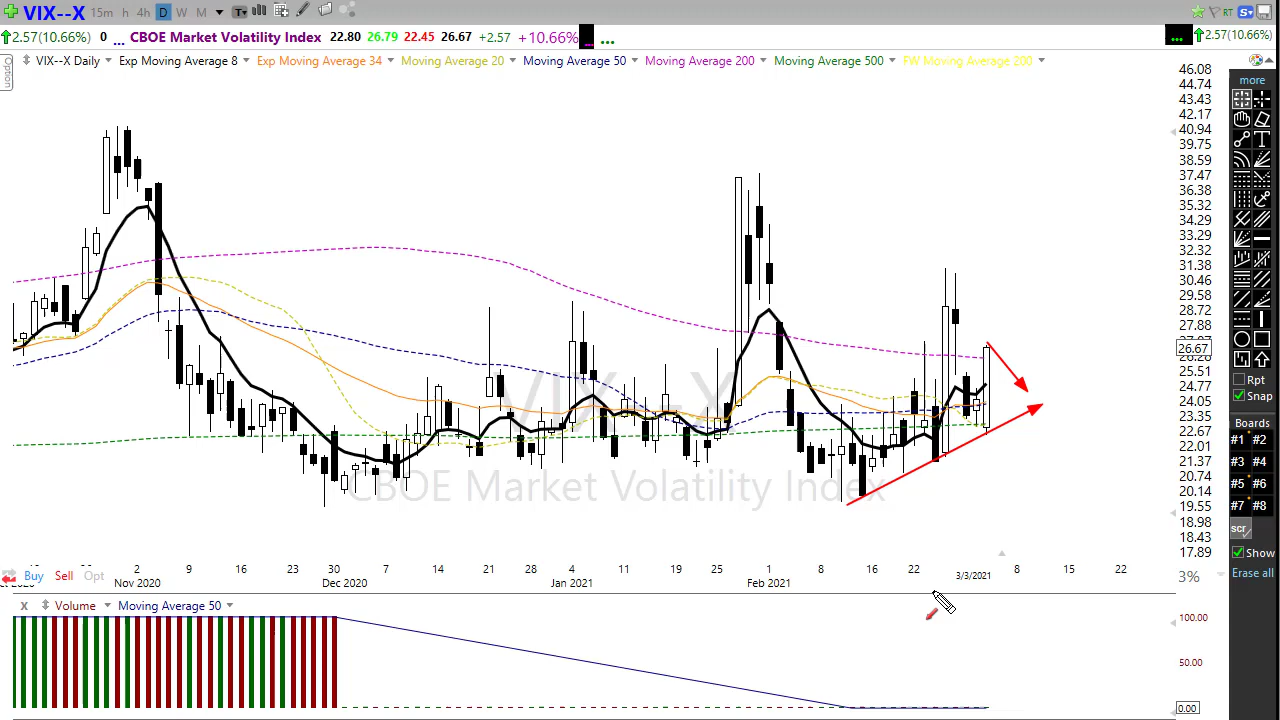 VIX--X 15m h 4h D W M T RT S
2.57(10.66%) 0 ... CBOE Market Volatility Index 22.80 26.79 22.45 26.67 +2.57 +10.66% ... ... ... 2.57(10.66%)
Option
VIX--X Daily Exp Moving Average 8 Exp Moving Average 34 Moving Average 20 Moving Average 50 Moving Average 200 Moving Average 500 FW Moving Average 200
46.08
44.74
43.43
42.17
40.94
39.75
38.59
37.47
36.38
35.32
34.29
33.29
32.32
31.38
30.46
29.58
28.72
27.88
26.67
25.51
24.77
24.05
23.35
22.67
22.01
21.37
20.74
20.14
19.55
18.98
18.43
17.89
more
Rpt
Snap
Boards
#1 #2
#3 #4
#5 #6
#7 #8
scr
Show
Erase all
VIX--X
CBOE Market Volatility Index
2 9 16 23 30 7 14 21 28 4 11 19 25 1 8 16 22 3/3/2021 8 15 22
Nov 2020 Dec 2020 Jan 2021 Feb 2021
Buy Sell Opt
3%
X Volume Moving Average 50
100.00
50.00
0.00